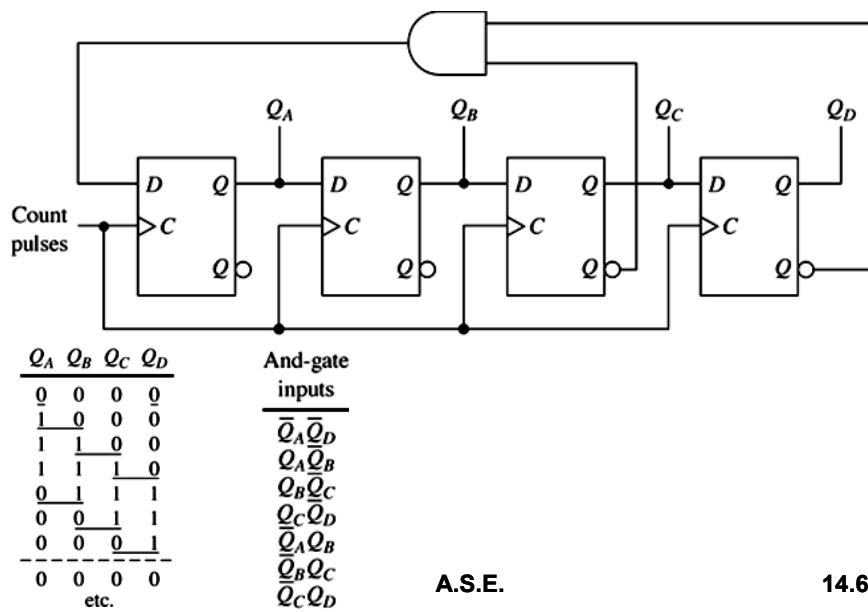 Q_A Q_B Q_C Q_D
D Q D Q D Q D Q
Count pulses
C C C C
Q Q Q Q
Q_A Q_B Q_C Q_D
0 0 0 0
1 0 0 0
1 1 0 0
1 1 1 0
0 1 1 1
0 0 1 1
0 0 0 1
0 0 0 0
etc.
And-gate
inputs
Q̅_A Q̅_D
Q_A Q̅_B
Q_B Q̅_C
Q_C Q̅_D
Q̅_A Q_B
Q̅_B Q_C
Q̅_C Q_D
A.S.E.
14.6